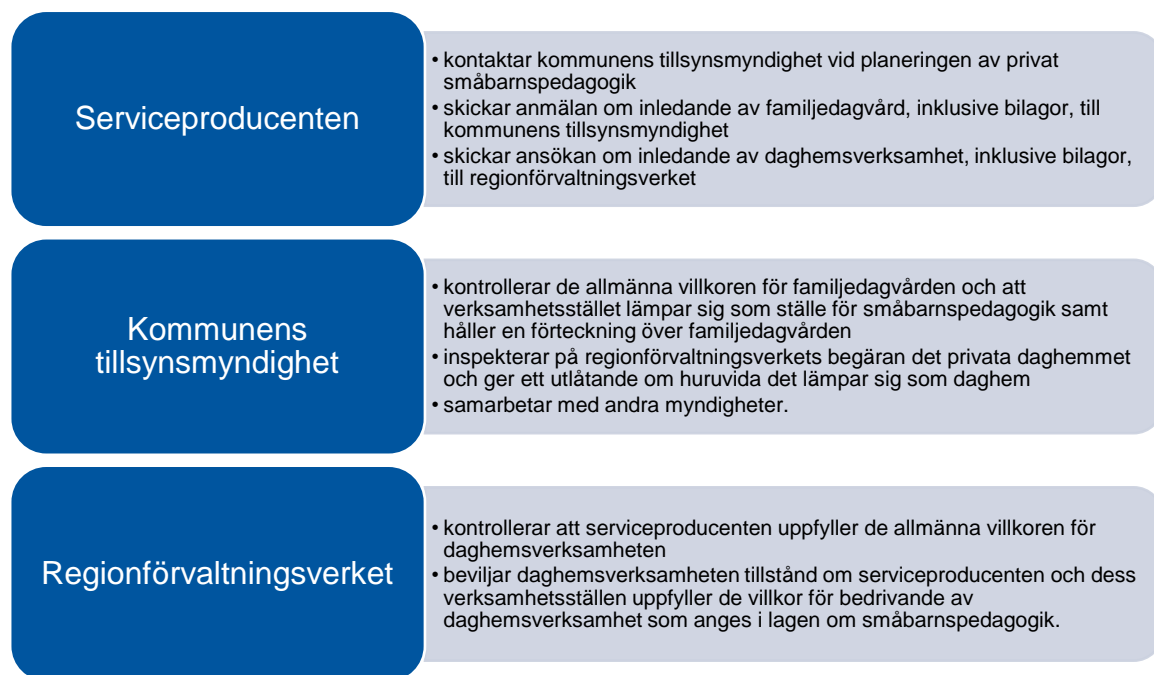 Serviceproducenten
• kontaktar kommunens tillsynsmyndighet vid planeringen av privat
småbarnspedagogik
• skickar anmälan om inledande av familjedagvård, inklusive bilagor, till
kommunens tillsynsmyndighet
• skickar ansökan om inledande av daghemsverksamhet, inklusive bilagor,
till regionförvaltningsverket
Kommunens
tillsynsmyndighet
• kontrollerar de allmänna villkoren för familjedagvården och att
verksamhetsstället lämpar sig som ställe för småbarnspedagogik samt
håller en förteckning över familjedagvården
• inspekterar på regionförvaltningsverkets begäran det privata daghemmet
och ger ett utlåtande om huruvida det lämpar sig som daghem
• samarbetar med andra myndigheter.
Regionförvaltningsverket
• kontrollerar att serviceproducenten uppfyller de allmänna villkoren för
daghemsverksamheten
• beviljar daghemsverksamheten tillstånd om serviceproducenten och dess
verksamhetsställen uppfyller de villkor för bedrivande av
daghemsverksamhet som anges i lagen om småbarnspedagogik.